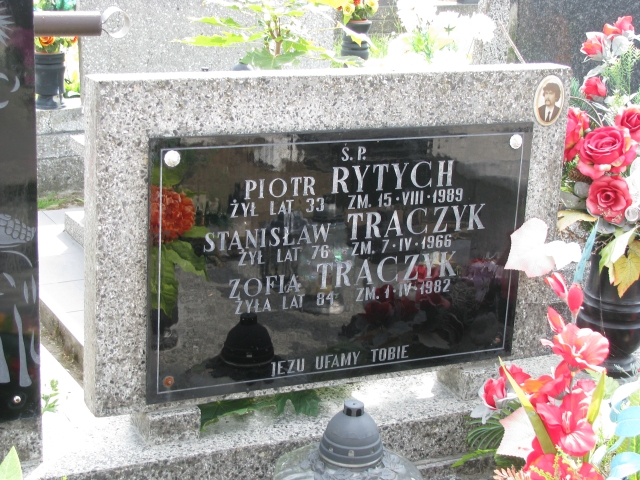 Ś.P.
PIOTR RYTYCH
ŻYŁ LAT 33 ZM. 15·VIII·1989
STANISŁAW TRACZYK
ŻYŁ LAT 76 ZM. 7·IV·1966
ZOFIA TRACZYK
ŻYŁA LAT 84 ZM. 1·IV·1982
JEZU UFAMY TOBIE